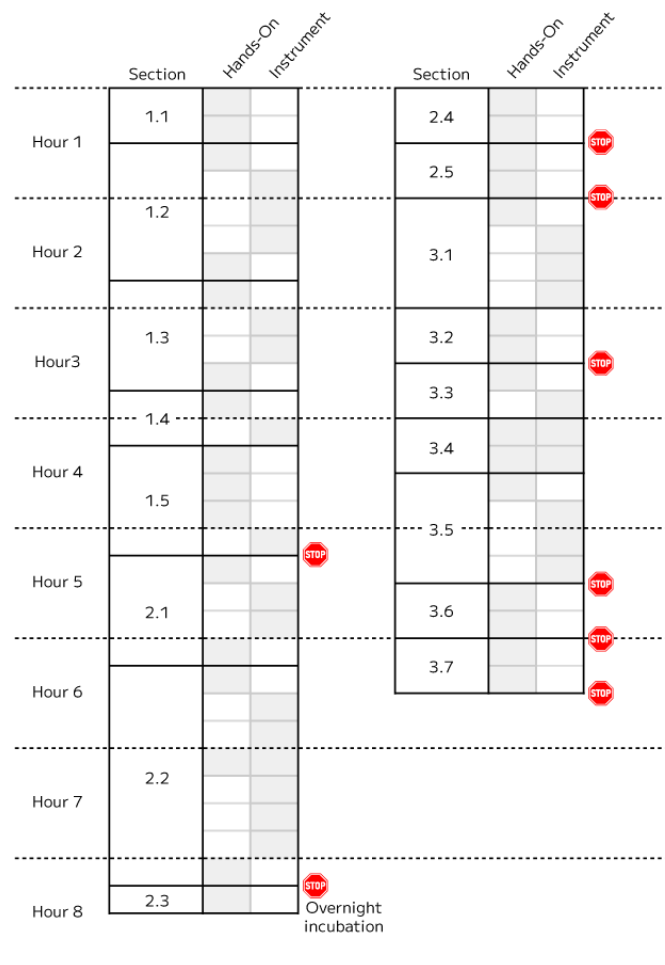 Section Hands-On Instrument Section Hands-On Instrument
1.1 2.4
Hour 1 STOP
2.5
STOP
1.2
Hour 2 3.1
1.3 3.2
Hour3 STOP
3.3
1.4
3.4
Hour 4
1.5
3.5
STOP
Hour 5 STOP
2.1 3.6
STOP
3.7
Hour 6 STOP
2.2
Hour 7
STOP
2.3
Hour 8 Overnight
incubation